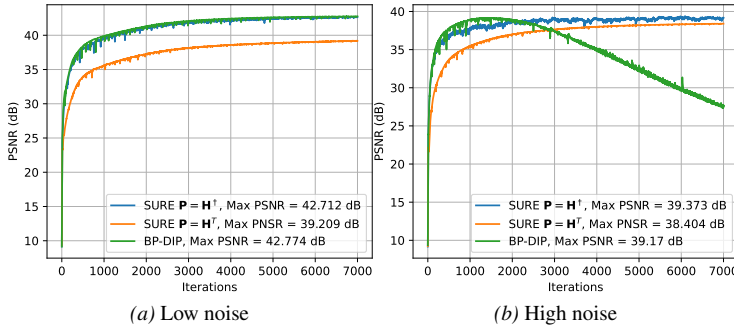 40
35
30
25
20
15
10
PSNR (dB)
SURE P = H†, Max PSNR = 42.712 dB
SURE P = H^T, Max PNSR = 39.209 dB
BP-DIP, Max PSNR = 42.774 dB
0 1000 2000 3000 4000 5000 6000 7000
Iterations
(a) Low noise
40
35
30
25
20
15
10
PSNR (dB)
SURE P = H†, Max PSNR = 39.373 dB
SURE P = H^T, Max PNSR = 38.404 dB
BP-DIP, Max PSNR = 39.17 dB
0 1000 2000 3000 4000 5000 6000 7000
Iterations
(b) High noise